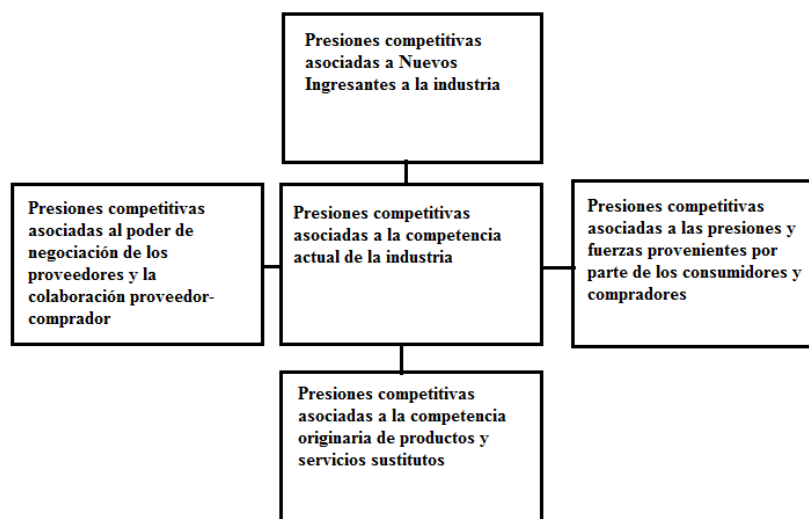 Presiones competitivas
asociadas a Nuevos
Ingresantes a la industria
Presiones competitivas
asociadas al poder de
negociación de los
proveedores y la
colaboración proveedor-
comprador
Presiones competitivas
asociadas a la competencia
actual de la industria
Presiones competitivas
asociadas a las presiones y
fuerzas provenientes por
parte de los consumidores y
compradores
Presiones competitivas
asociadas a la competencia
originaria de productos y
servicios sustitutos